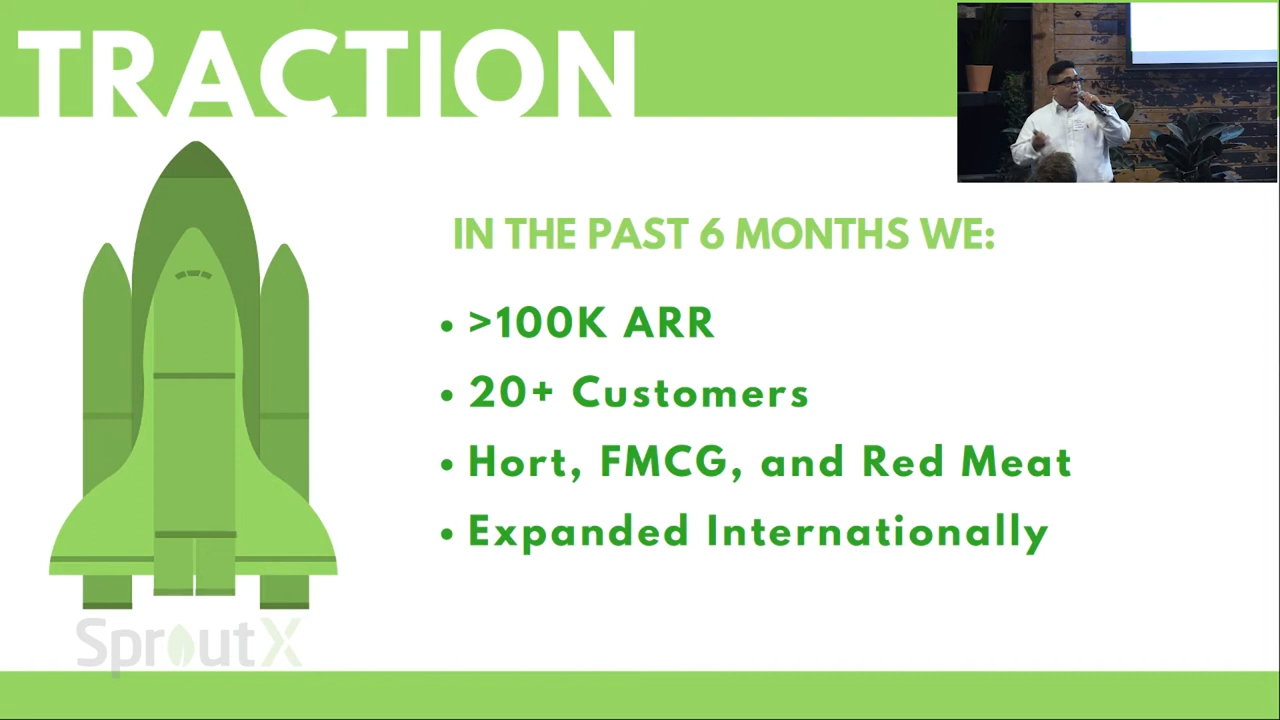 TRACTION
IN THE PAST 6 MONTHS WE:
• >100K ARR
• 20+ Customers
• Hort, FMCG, and Red Meat
• Expanded Internationally
SproutX